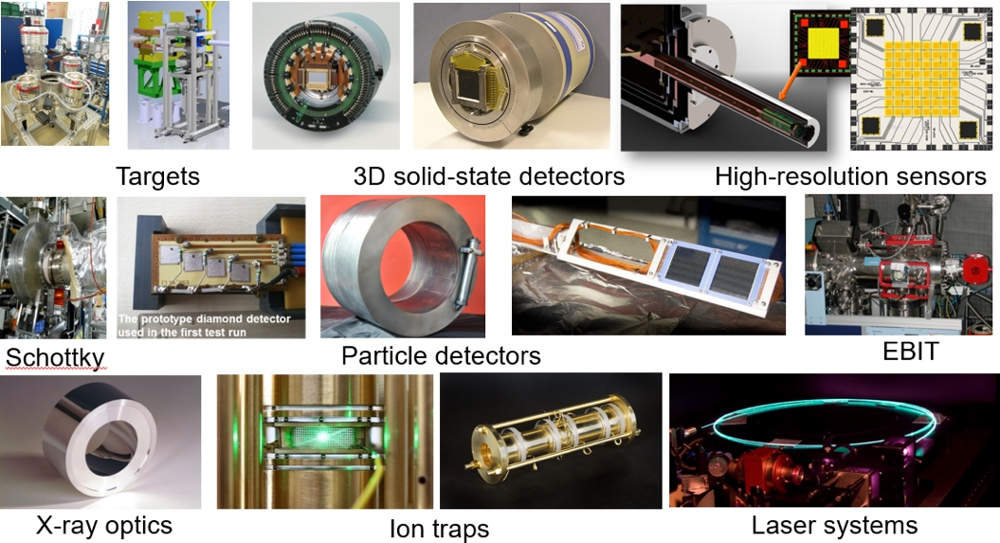 Targets
3D solid-state detectors
High-resolution sensors
The prototype diamond detector
used in the first test run
Schottky
Particle detectors
EBIT
X-ray optics
Ion traps
Laser systems